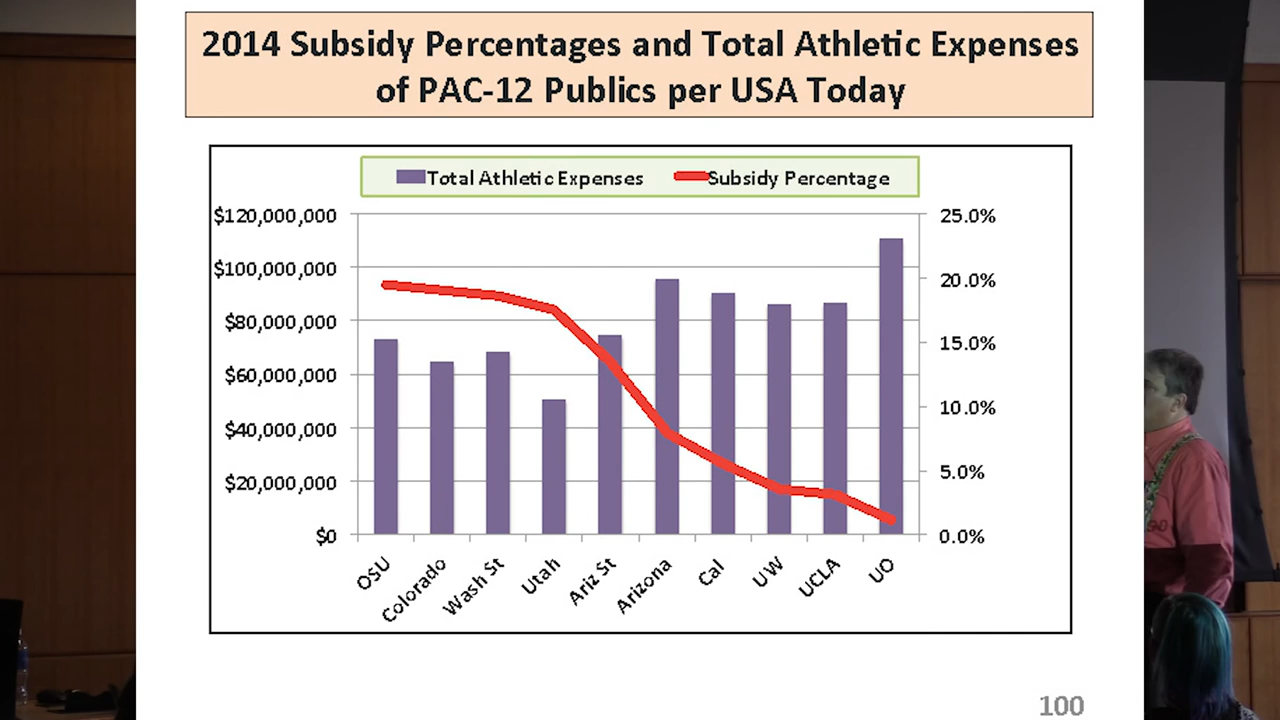 2014 Subsidy Percentages and Total Athletic Expenses
of PAC-12 Publics per USA Today
Total Athletic Expenses
Subsidy Percentage
$120,000,000
$100,000,000
$80,000,000
$60,000,000
$40,000,000
$20,000,000
$0
25.0%
20.0%
15.0%
10.0%
5.0%
0.0%
OSU
Colorado
Wash St
Utah
Ariz St
Arizona
Cal
UW
UCLA
UO
100